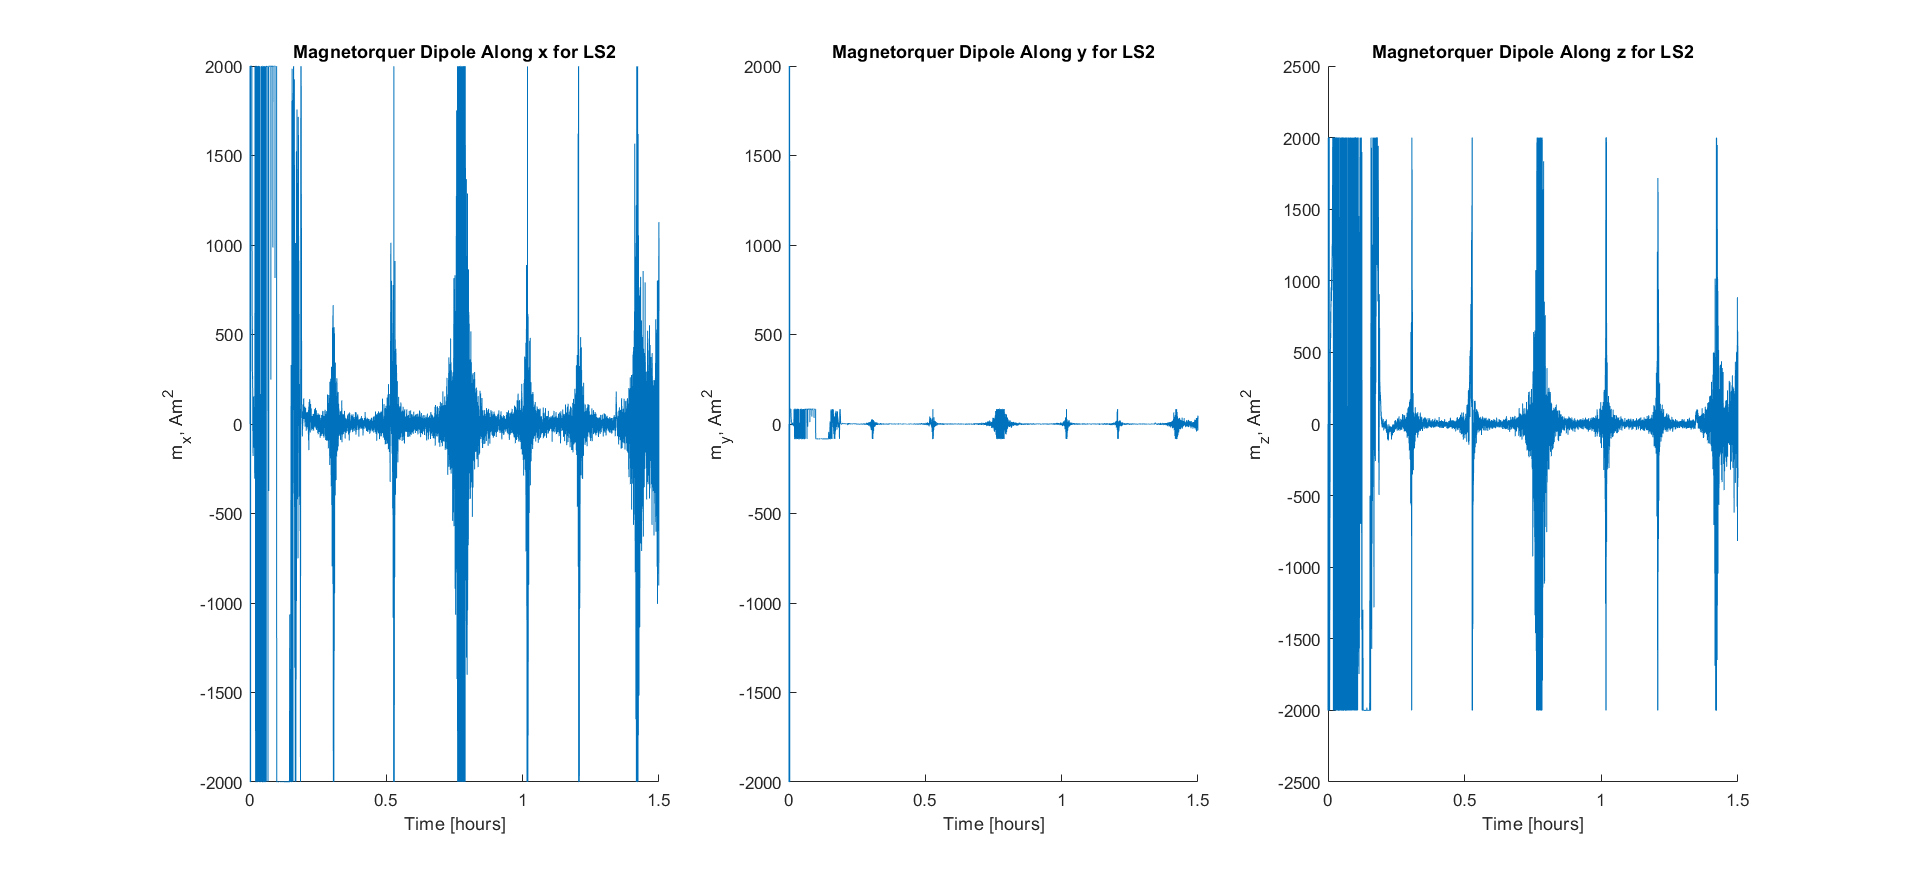 Magnetorquer Dipole Along x for LS2
2000
1500
1000
500
0
-500
-1000
-1500
-2000
m_x, Am^2
0 0.5 1 1.5
Time [hours]
Magnetorquer Dipole Along y for LS2
2000
1500
1000
500
0
-500
-1000
-1500
-2000
m_y, Am^2
0 0.5 1 1.5
Time [hours]
Magnetorquer Dipole Along z for LS2
2500
2000
1500
1000
500
0
-500
-1000
-1500
-2000
-2500
m_z, Am^2
0 0.5 1 1.5
Time [hours]